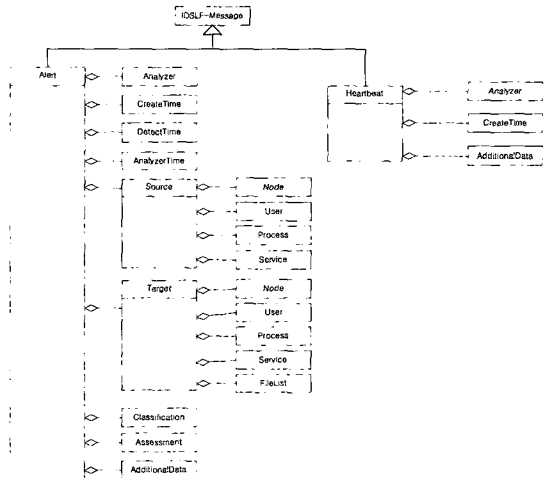 IDSLF-Message
Alert
Analyzer
CreateTime
DetectTime
AnalyzerTime
Source
Node
User
Process
Service
Target
Node
User
Process
Service
FileList
Classification
Assessment
AdditionalData
Heartbeat
Analyzer
CreateTime
AdditionalData